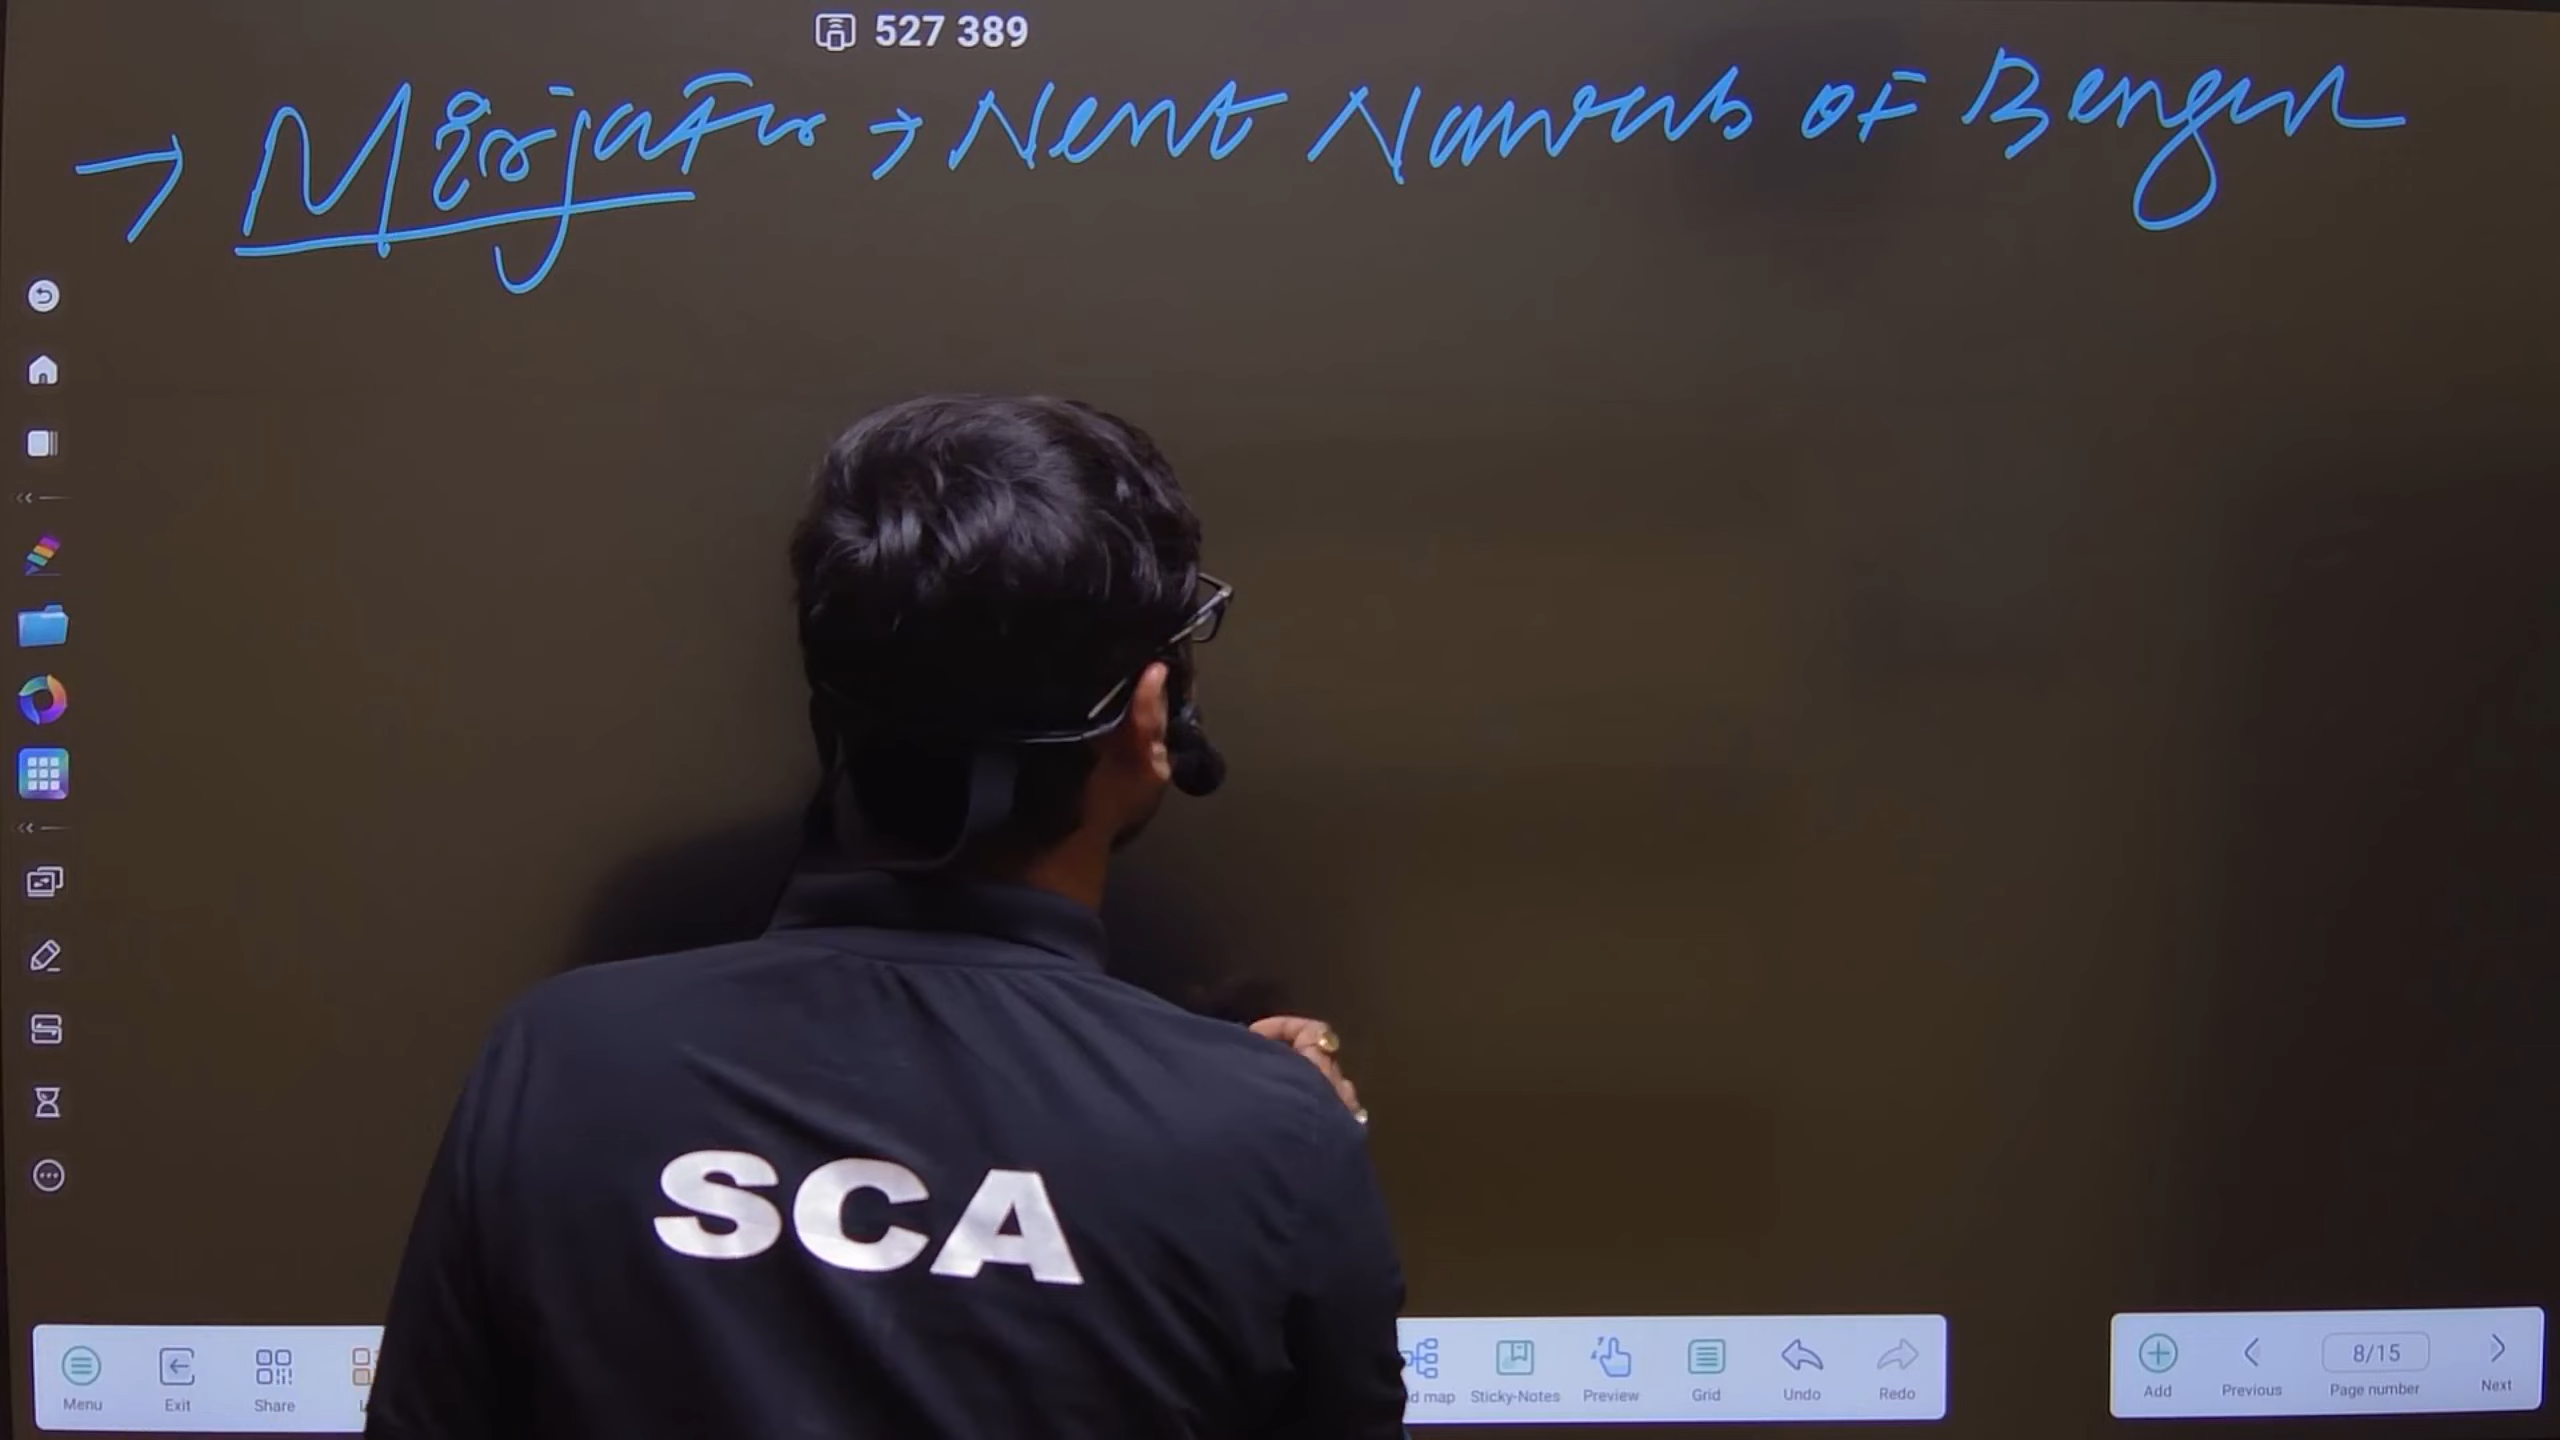 527 389
→ Mirjafar → Next Nawab of Bengal
SCA
Menu Exit Share d map Sticky-Notes Preview Grid Undo Redo Add Previous 8/15 Page number Next